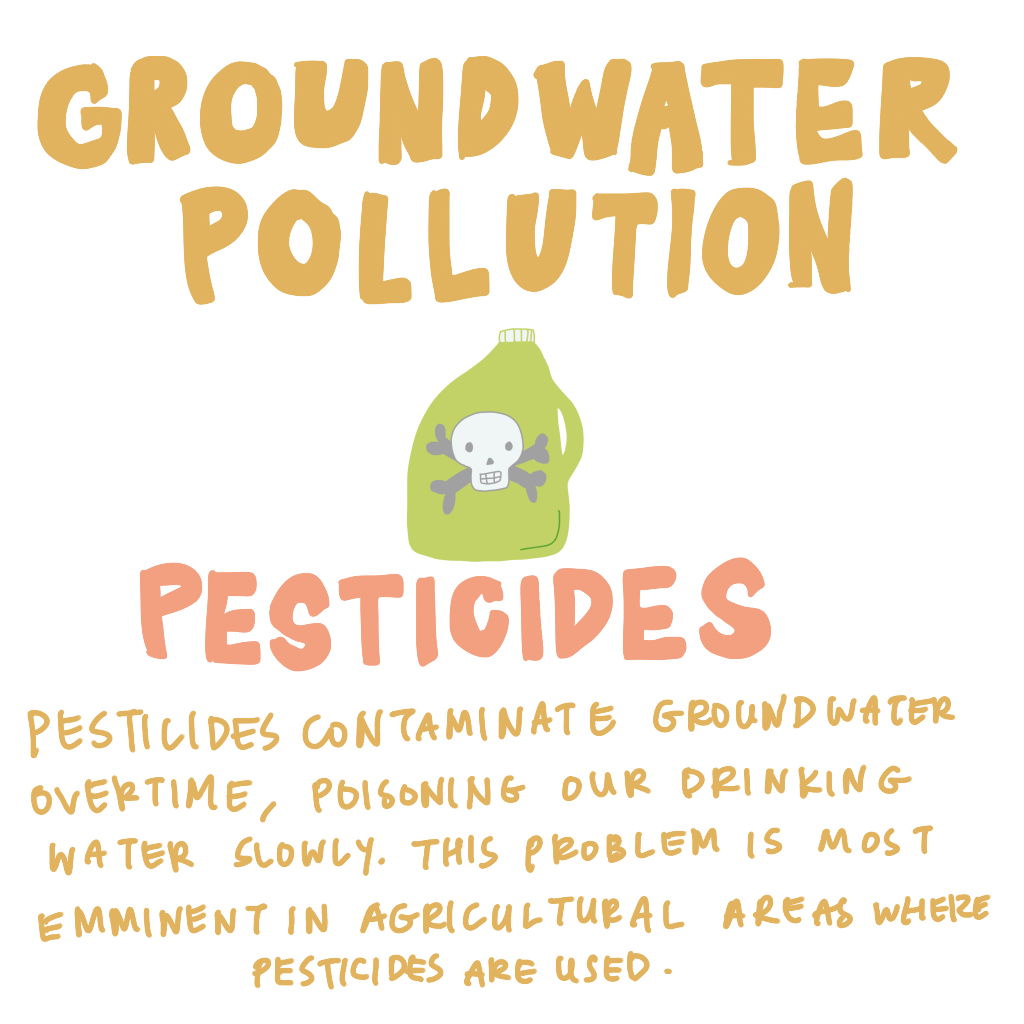 GROUNDWATER
POLLUTION
PESTICIDES
PESTICIDES CONTAMINATE GROUNDWATER
OVERTIME, POISONING OUR DRINKING
WATER SLOWLY. THIS PROBLEM IS MOST
EMMINENT IN AGRICULTURAL AREAS WHERE
PESTICIDES ARE USED.